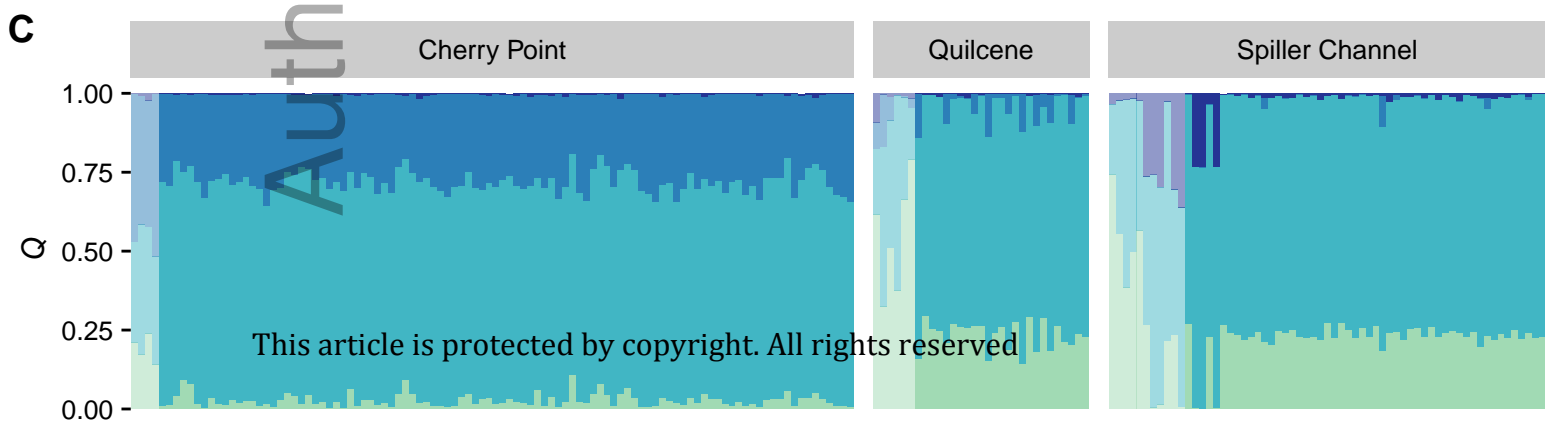 C
Cherry Point
Quilcene
Spiller Channel
Auth
1.00
0.75
0.50
0.25
0.00
Q
This article is protected by copyright. All rights reserved